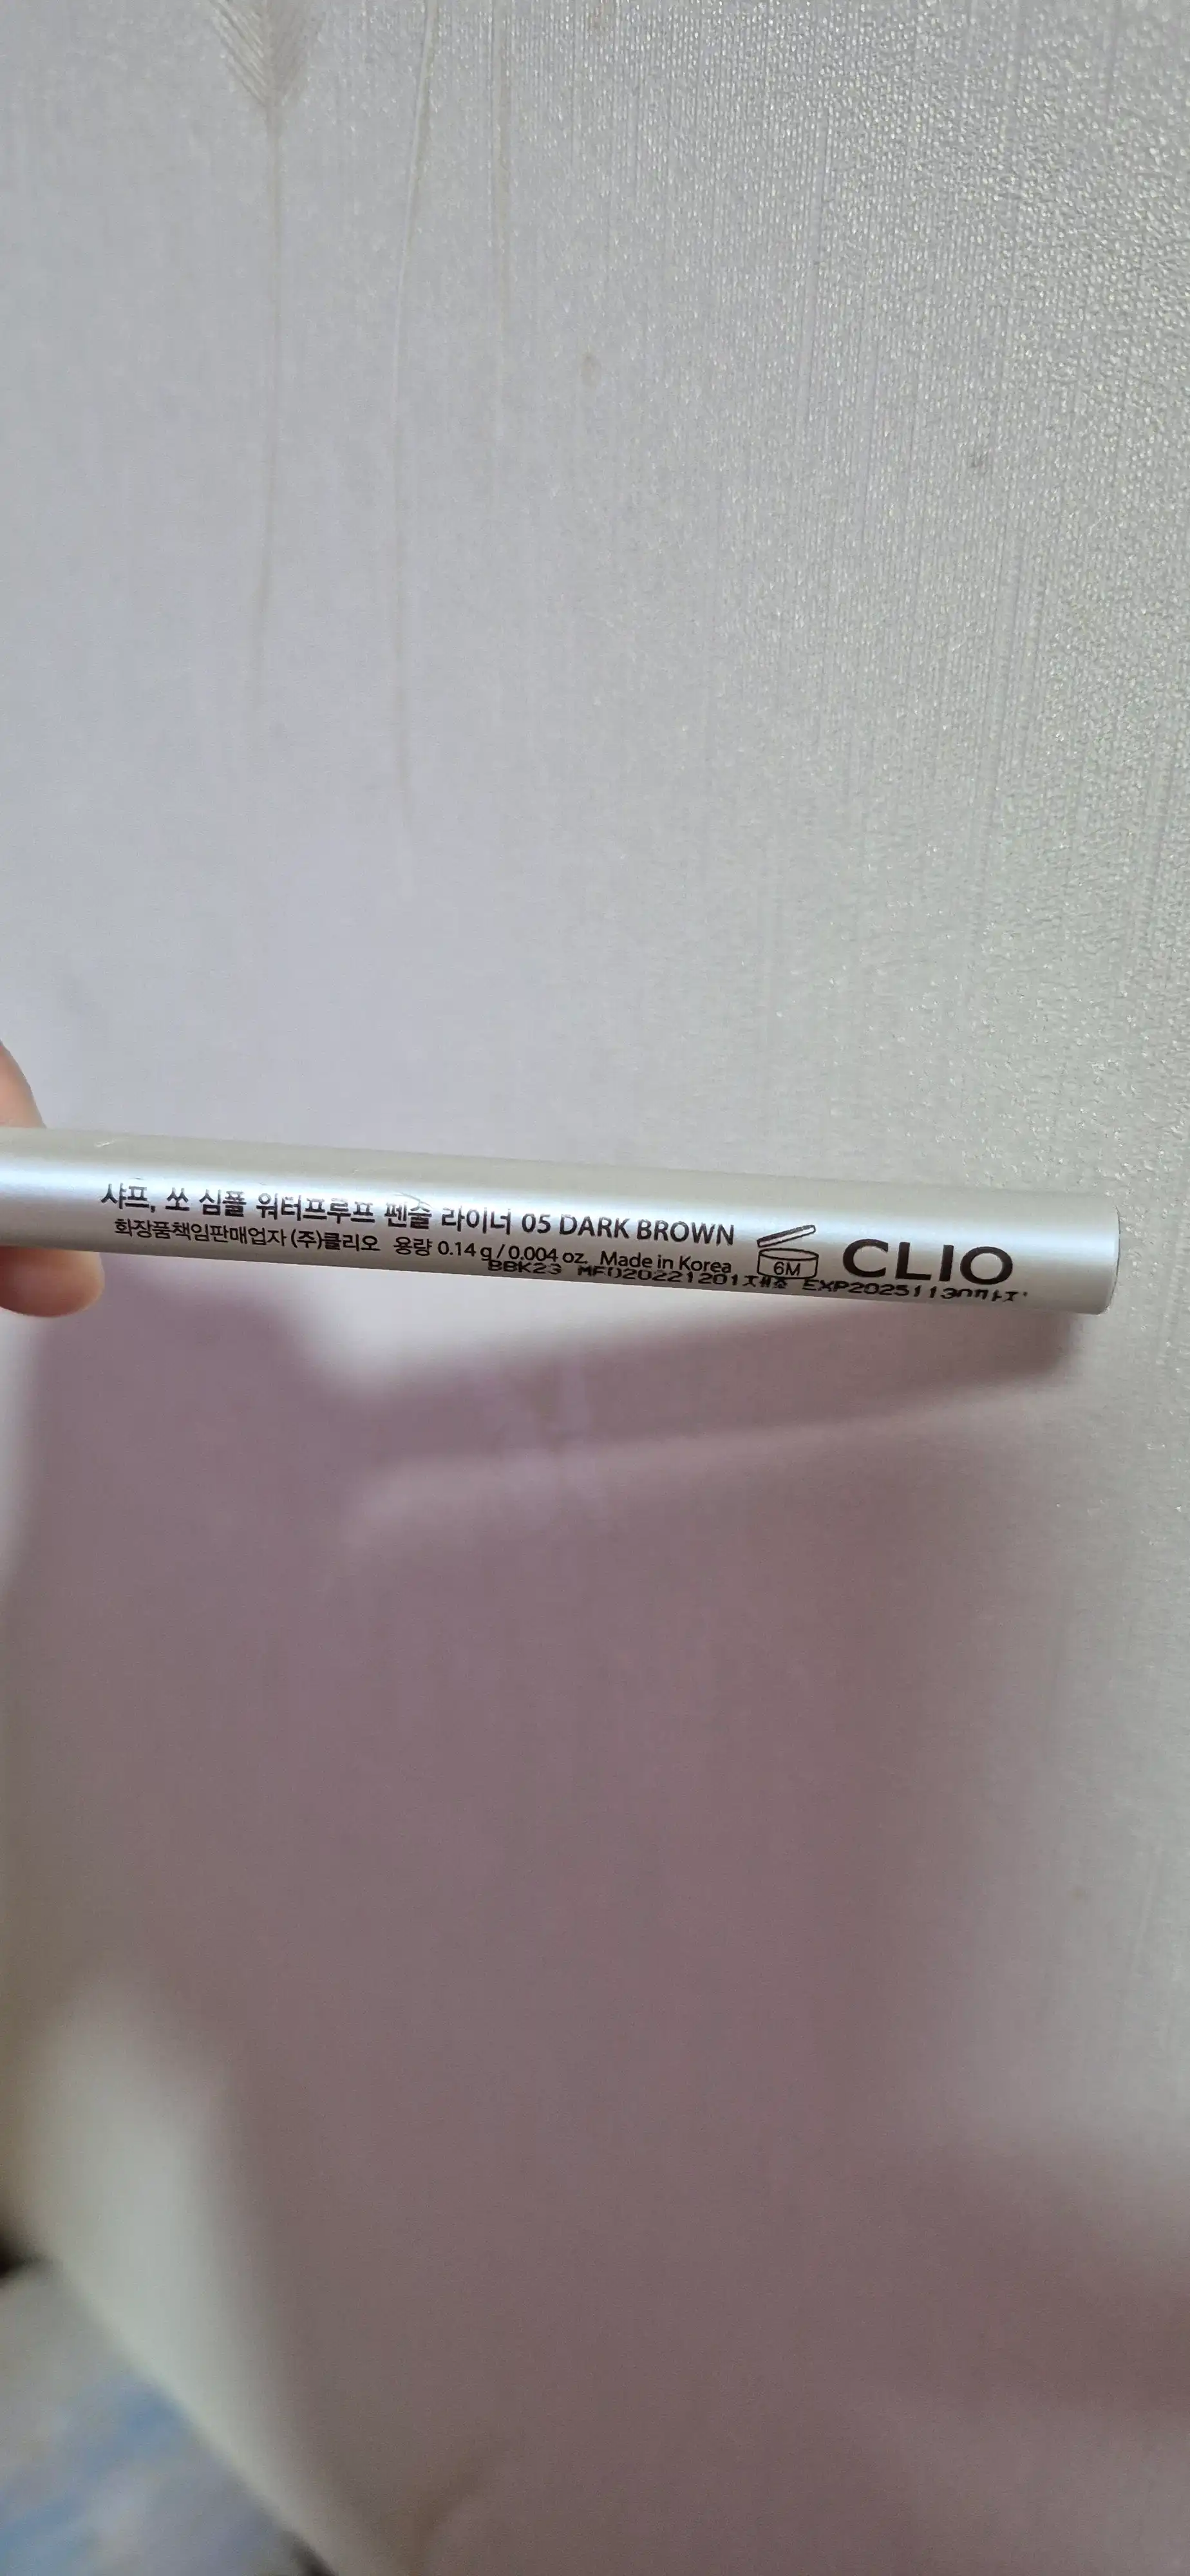 샤프, 쏘 심플 워터프루프 펜슬 라이너 05 DARK BROWN
화장품책임판매업자 (주)클리오 용량 0.14 g / 0.004 oz. Made in Korea
6M
CLIO
BBK23 MFD20221201제조 EXP20251130까지